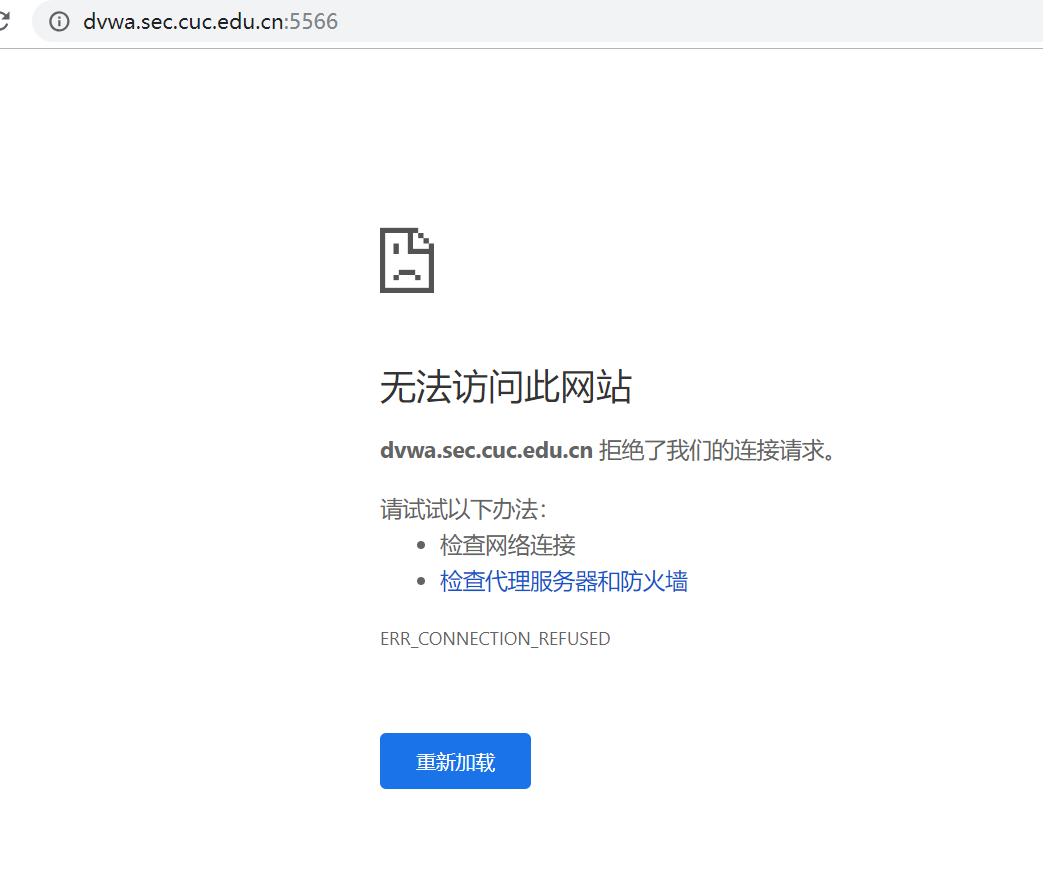 dvwa.sec.cuc.edu.cn:5566
无法访问此网站
dvwa.sec.cuc.edu.cn 拒绝了我们的连接请求。
请试试以下办法：
检查网络连接
检查代理服务器和防火墙
ERR_CONNECTION_REFUSED
重新加载